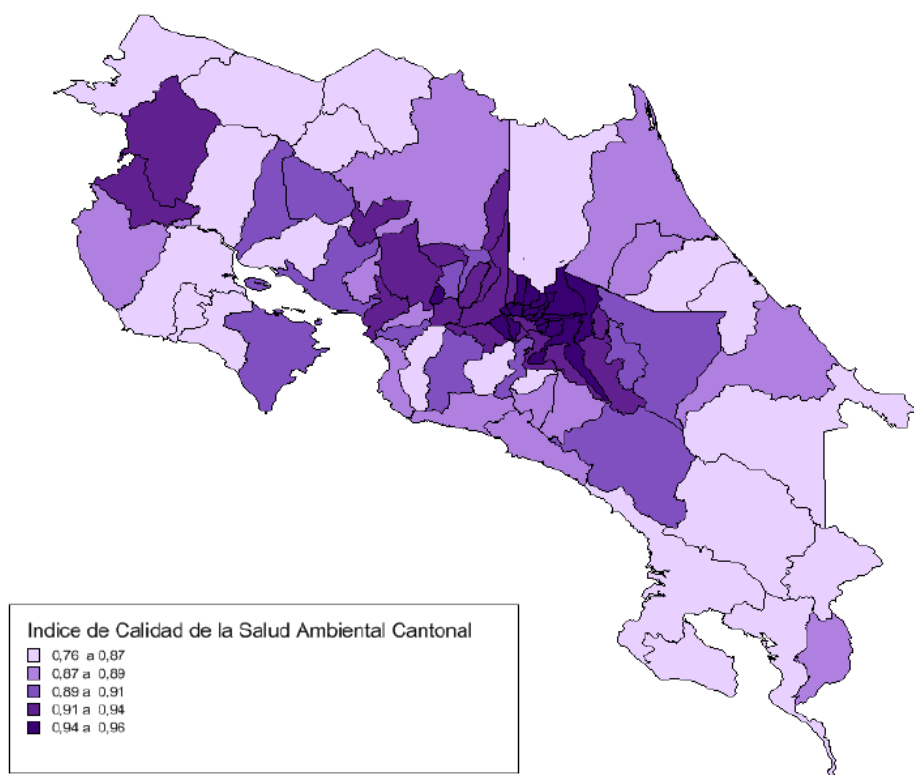 Indice de Calidad de la Salud Ambiental Cantonal
0,76 a 0,87
0,87 a 0,89
0,89 a 0,91
0,91 a 0,94
0,94 a 0,96